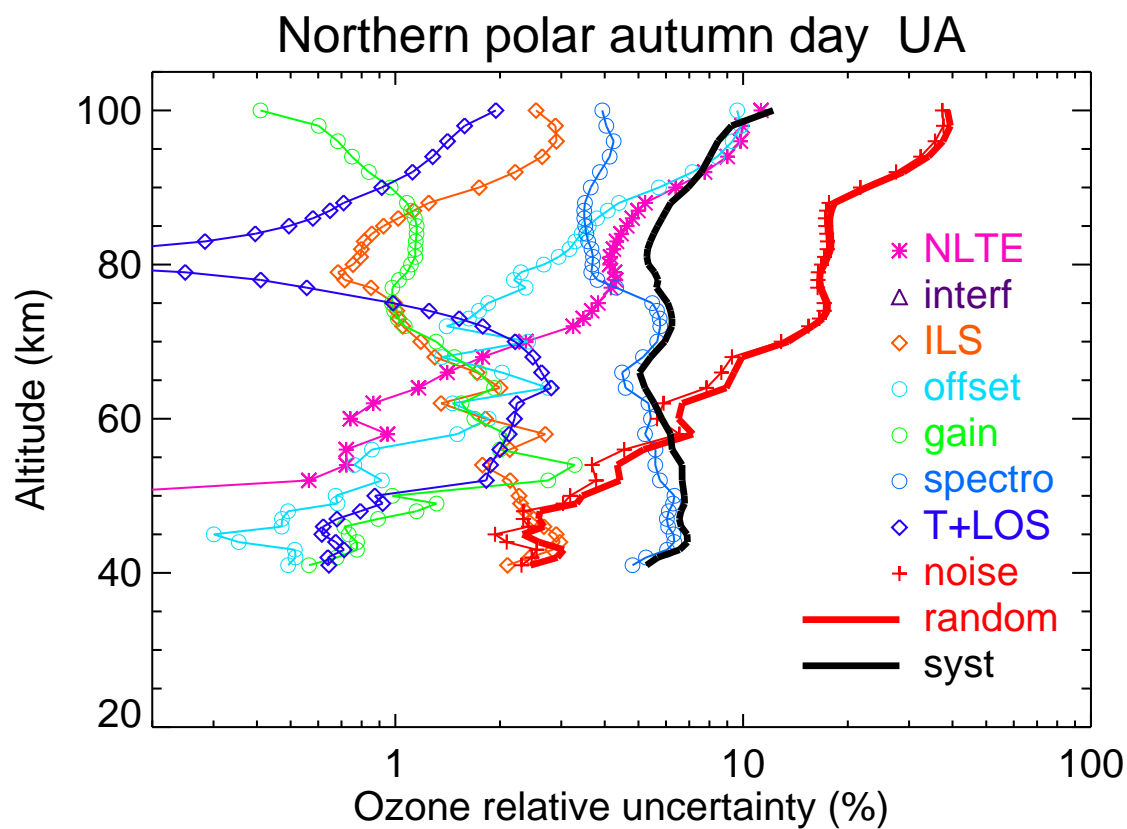 Northern polar autumn day  UA
Altitude (km)
100
80
60
40
20
NLTE
interf
ILS
offset
gain
spectro
T+LOS
noise
random
syst
1
10
100
Ozone relative uncertainty (%)